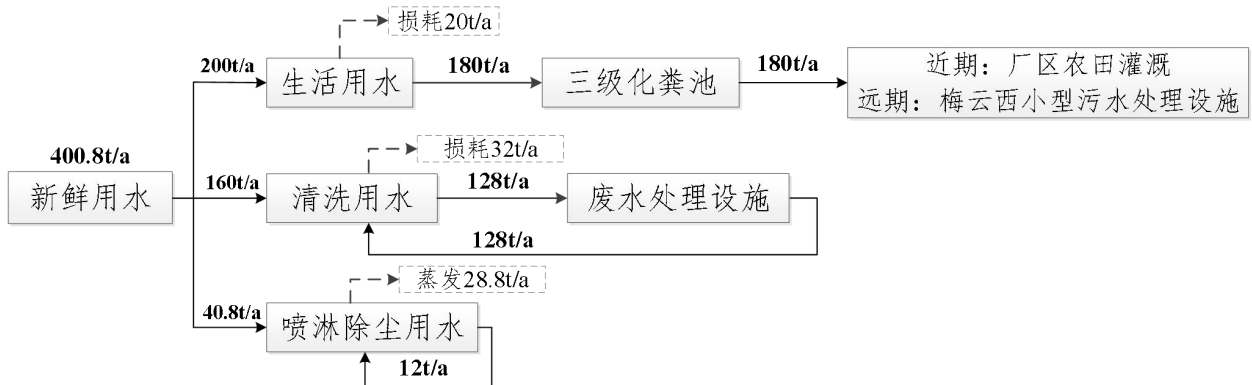 损耗20t/a
200t/a
生活用水
180t/a
三级化粪池
180t/a
近期：厂区农田灌溉
远期：梅云西小型污水处理设施
400.8t/a
新鲜用水
损耗32t/a
160t/a
清洗用水
128t/a
废水处理设施
128t/a
蒸发28.8t/a
40.8t/a
喷淋除尘用水
12t/a